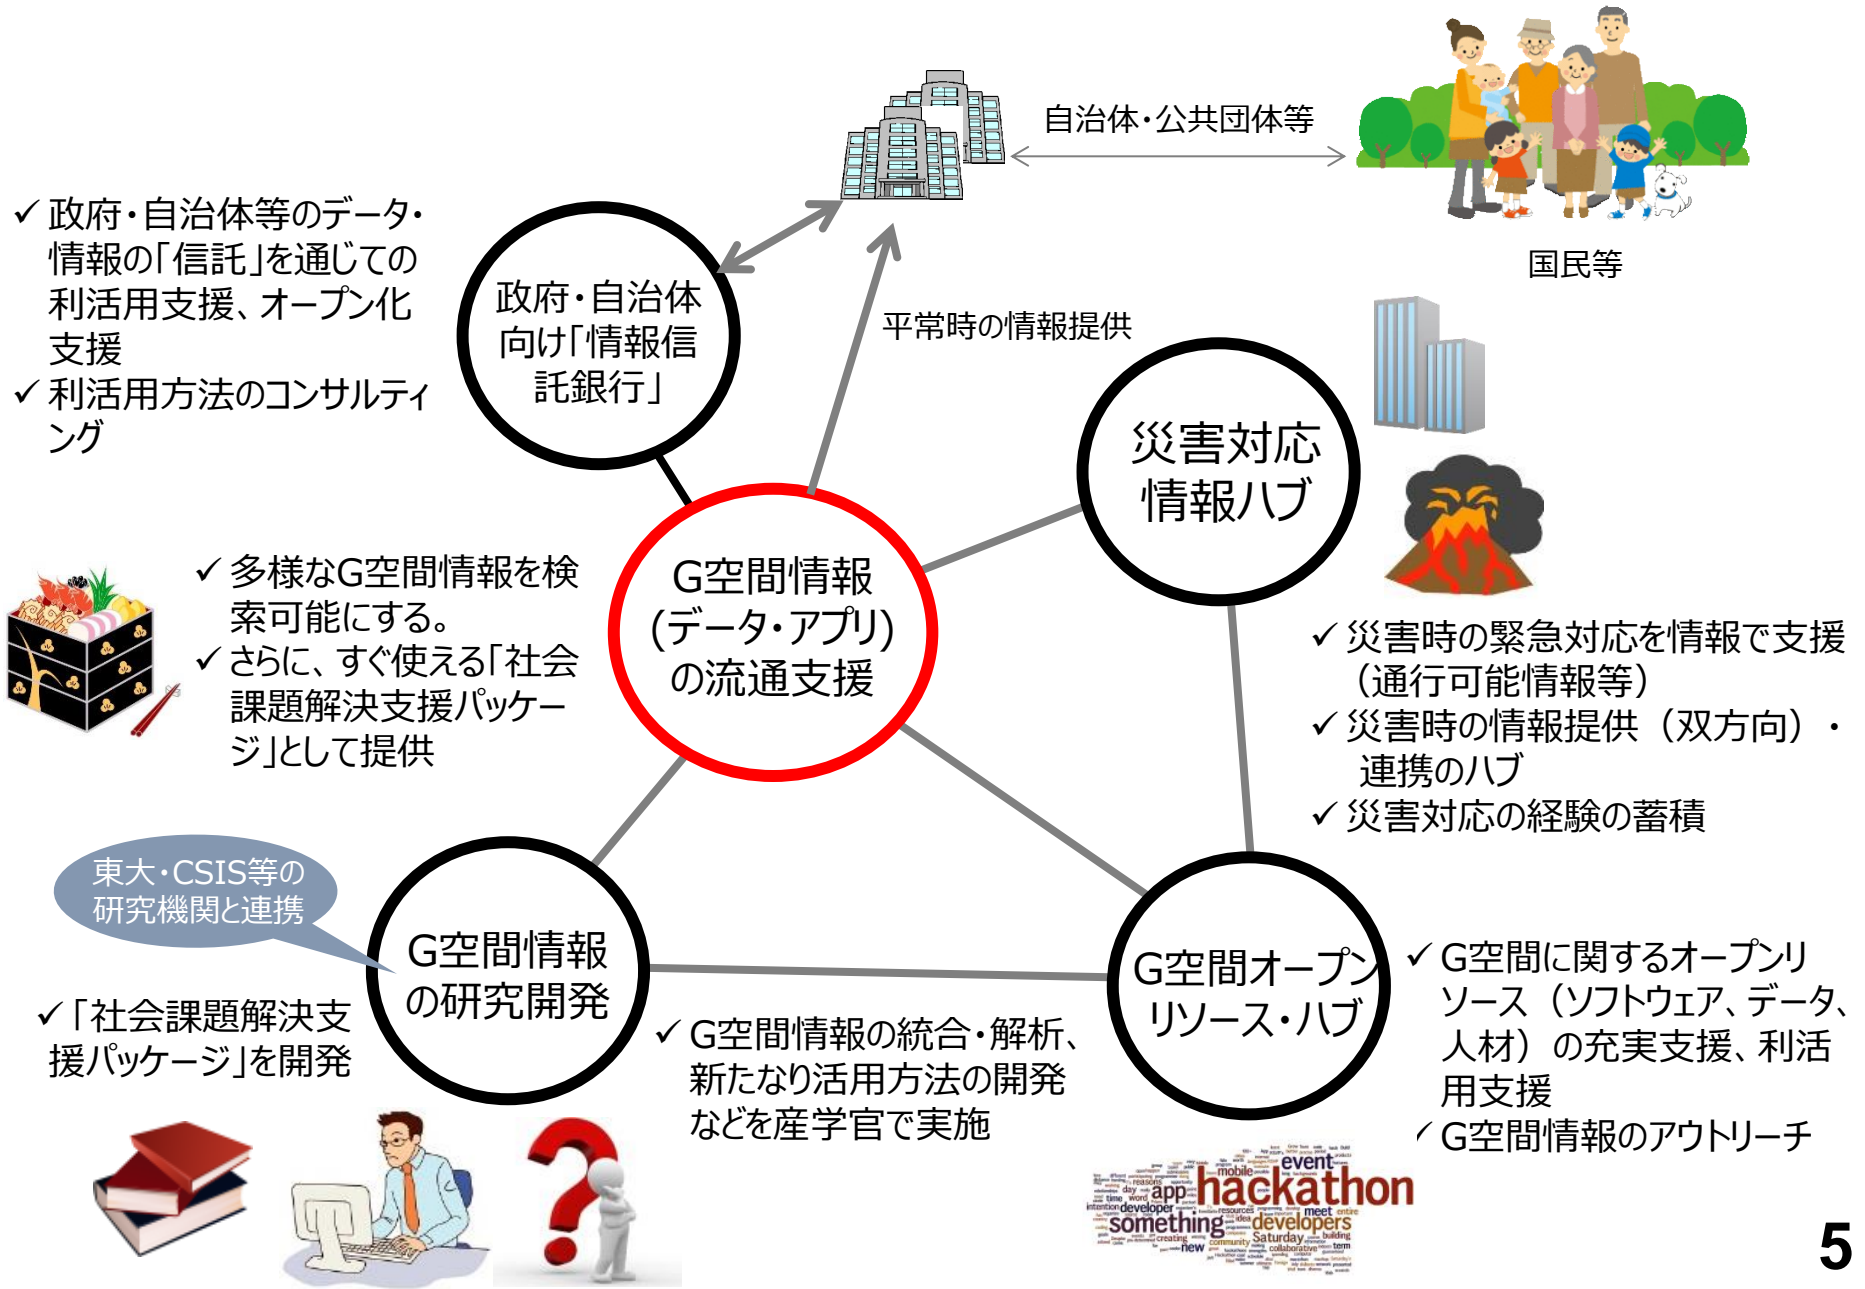 自治体・公共団体等
国民等
✓ 政府・自治体等のデータ・
情報の「信託」を通じての
利活用支援、オープン化
支援
✓ 利活用方法のコンサルティ
ング
政府・自治体
向け「情報信
託銀行」
平常時の情報提供
災害対応
情報ハブ
✓ 多様なG空間情報を検
索可能にする。
✓ さらに、すぐ使える「社会
課題解決支援パッケー
ジ」として提供
G空間情報
(データ・アプリ)
の流通支援
✓ 災害時の緊急対応を情報で支援
（通行可能情報等）
✓ 災害時の情報提供（双方向）・
連携のハブ
✓ 災害対応の経験の蓄積
東大・CSIS等の
研究機関と連携
G空間情報
の研究開発
✓ 「社会課題解決支
援パッケージ」を開発
✓ G空間情報の統合・解析、
新たなり活用方法の開発
などを産学官で実施
G空間オープン
リソース・ハブ
✓ G空間に関するオープンリ
ソース（ソフトウェア、データ、
人材）の充実支援、利活
用支援
✓ G空間情報のアウトリーチ
event
mobile
reasons
day
app
hackathon
time
word
intention
developer
resources
meet
entire
something
idea
developers
Saturday
building
creating
community
collaborative
term
new
5